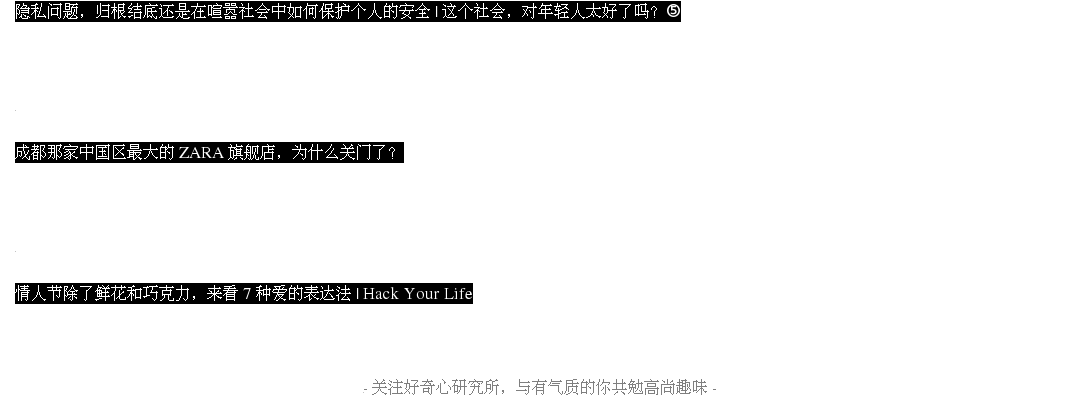 隐私问题，归根结底还是在喧嚣社会中如何保护个人的安全 | 这个社会，对年轻人太好了吗？⑤
成都那家中国区最大的 ZARA 旗舰店，为什么关门了？
情人节除了鲜花和巧克力，来看 7 种爱的表达法 | Hack Your Life
- 关注好奇心研究所，与有气质的你共勉高尚趣味 -